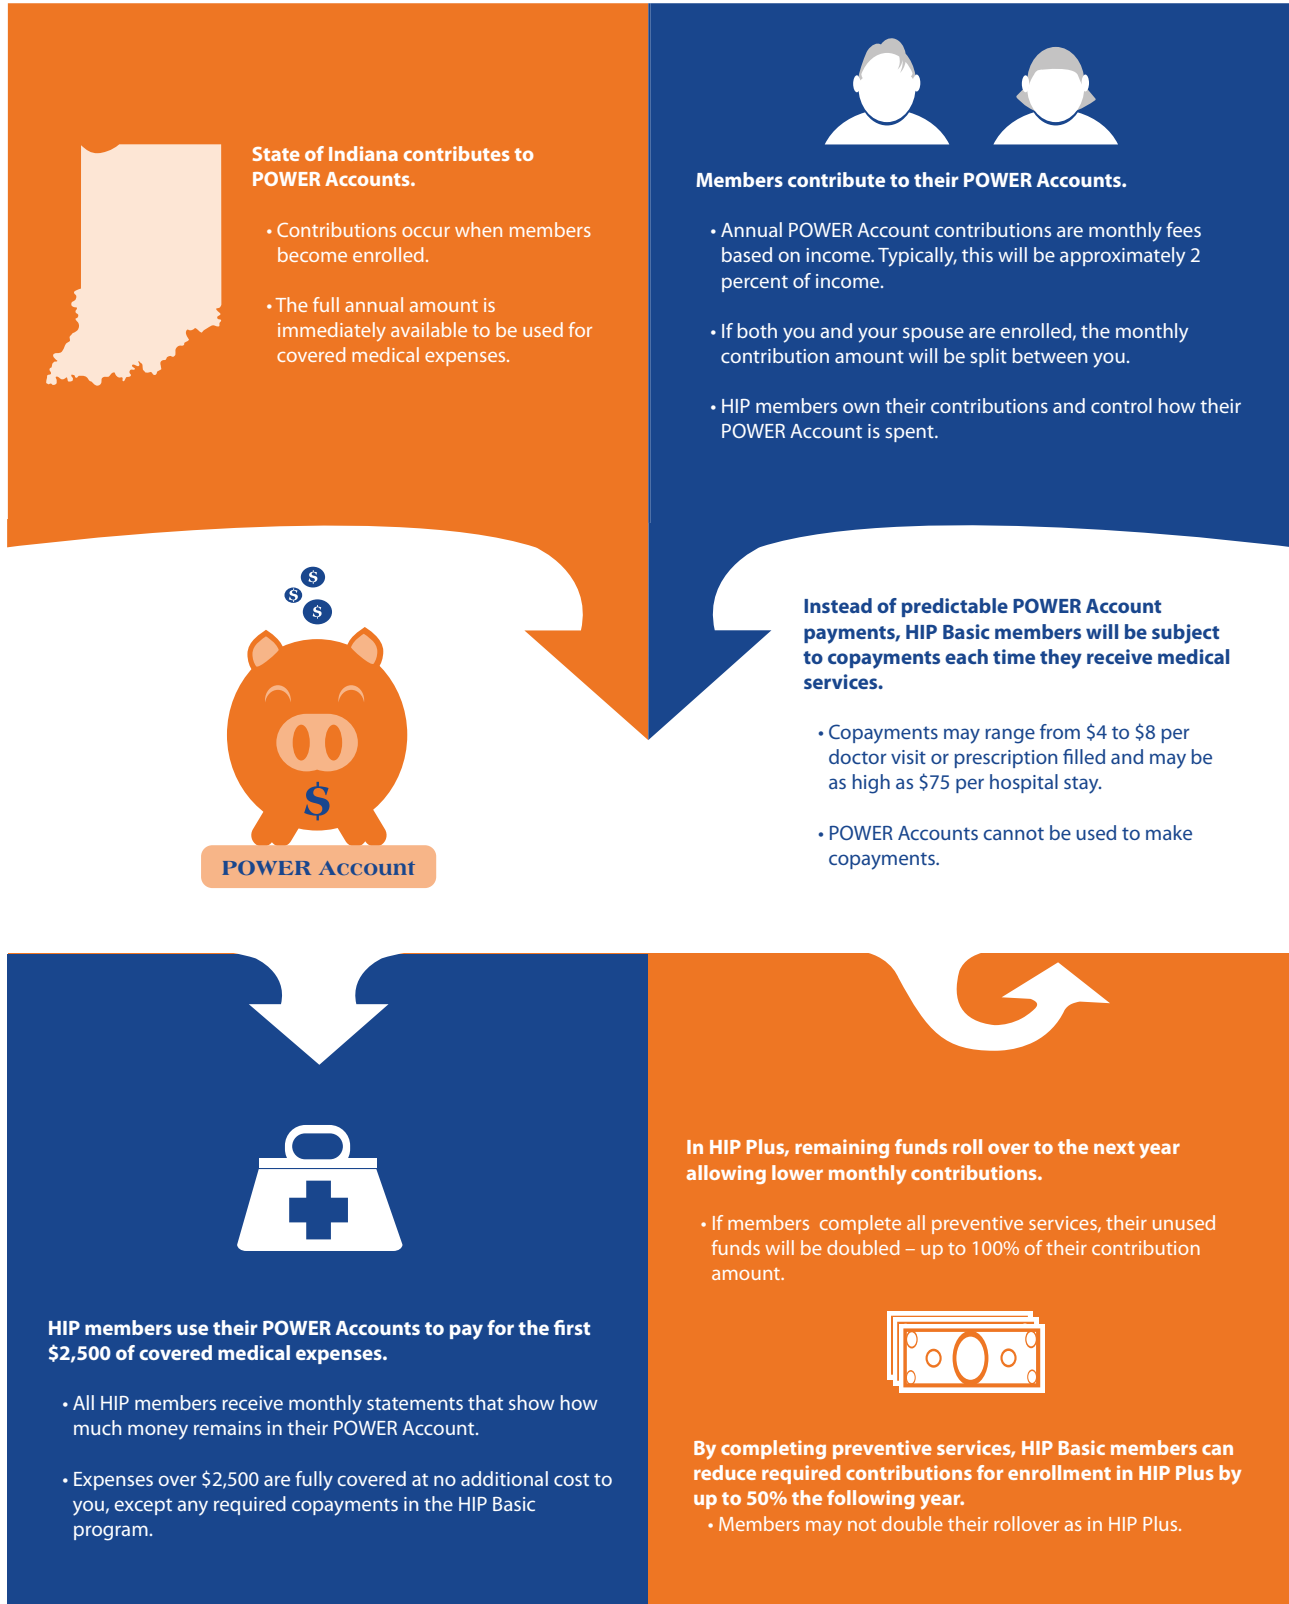 State of Indiana contributes to
POWER Accounts.
• Contributions occur when members
become enrolled.
• The full annual amount is
immediately available to be used for
covered medical expenses.
Members contribute to their POWER Accounts.
• Annual POWER Account contributions are monthly fees
based on income. Typically, this will be approximately 2
percent of income.
• If both you and your spouse are enrolled, the monthly
contribution amount will be split between you.
• HIP members own their contributions and control how their
POWER Account is spent.
$
$
$
$
POWER Account
Instead of predictable POWER Account
payments, HIP Basic members will be subject
to copayments each time they receive medical
services.
• Copayments may range from $4 to $8 per
doctor visit or prescription filled and may be
as high as $75 per hospital stay.
• POWER Accounts cannot be used to make
copayments.
HIP members use their POWER Accounts to pay for the first
$2,500 of covered medical expenses.
• All HIP members receive monthly statements that show how
much money remains in their POWER Account.
• Expenses over $2,500 are fully covered at no additional cost to
you, except any required copayments in the HIP Basic
program.
In HIP Plus, remaining funds roll over to the next year
allowing lower monthly contributions.
• If members  complete all preventive services, their unused
funds will be doubled – up to 100% of their contribution
amount.
By completing preventive services, HIP Basic members can
reduce required contributions for enrollment in HIP Plus by
up to 50% the following year.
• Members may not double their rollover as in HIP Plus.